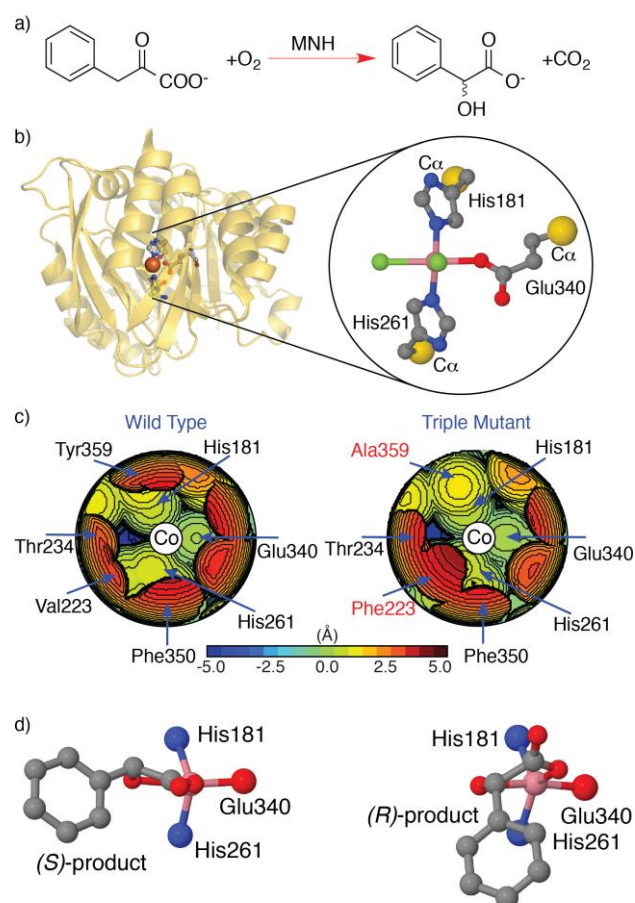 a)
O
COO-
+O2
MNH
O
O-
OH
+CO2
b)
Cα
His181
Cα
Glu340
His261
Cα
c)
Wild Type
Triple Mutant
Tyr359
His181
Ala359
His181
Thr234
Co
Glu340
Thr234
Co
Glu340
Val223
His261
Phe223
His261
Phe350
Phe350
(Å)
-5.0
-2.5
0.0
2.5
5.0
d)
His181
Glu340
His261
(S)-product
His181
Glu340
His261
(R)-product